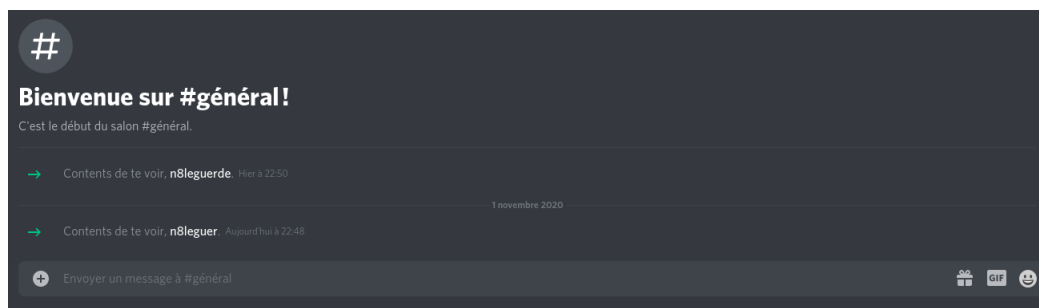 #
Bienvenue sur #général !
C'est le début du salon #général.
Contents de te voir, n8leguerde. Hier à 22:50
1 novembre 2020
Contents de te voir, n8leguer. Aujourd'hui à 22:48
Envoyer un message à #général
GIF